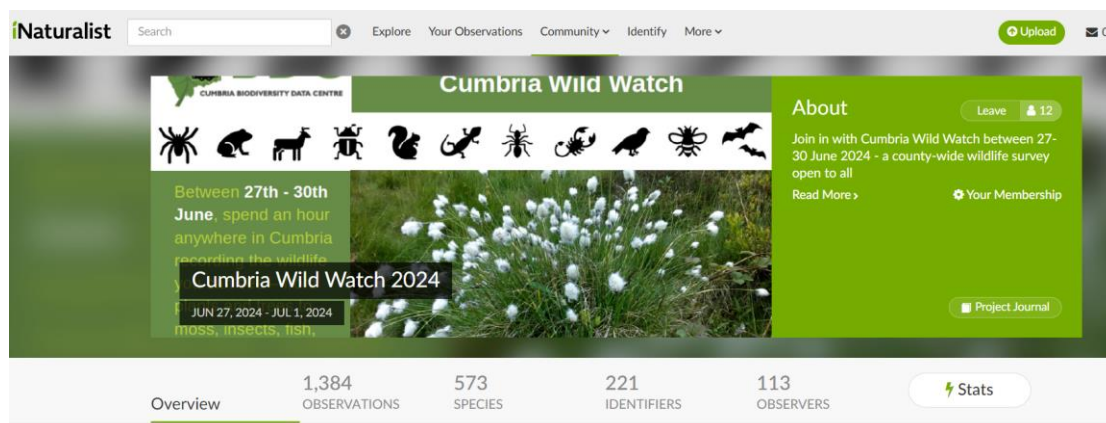 iNaturalist
Search
Explore Your Observations Community Identify More
Upload
CUMBRIA BIODIVERSITY DATA CENTRE
Cumbria Wild Watch
Between 27th - 30th
June, spend an hour
anywhere in Cumbria
recording the wildlife
Cumbria Wild Watch 2024
JUN 27, 2024 - JUL 1, 2024
moss, insects, fish,
About
Leave 12
Join in with Cumbria Wild Watch between 27-
30 June 2024 - a county-wide wildlife survey
open to all
Read More >
Your Membership
Project Journal
Overview
1,384
OBSERVATIONS
573
SPECIES
221
IDENTIFIERS
113
OBSERVERS
Stats